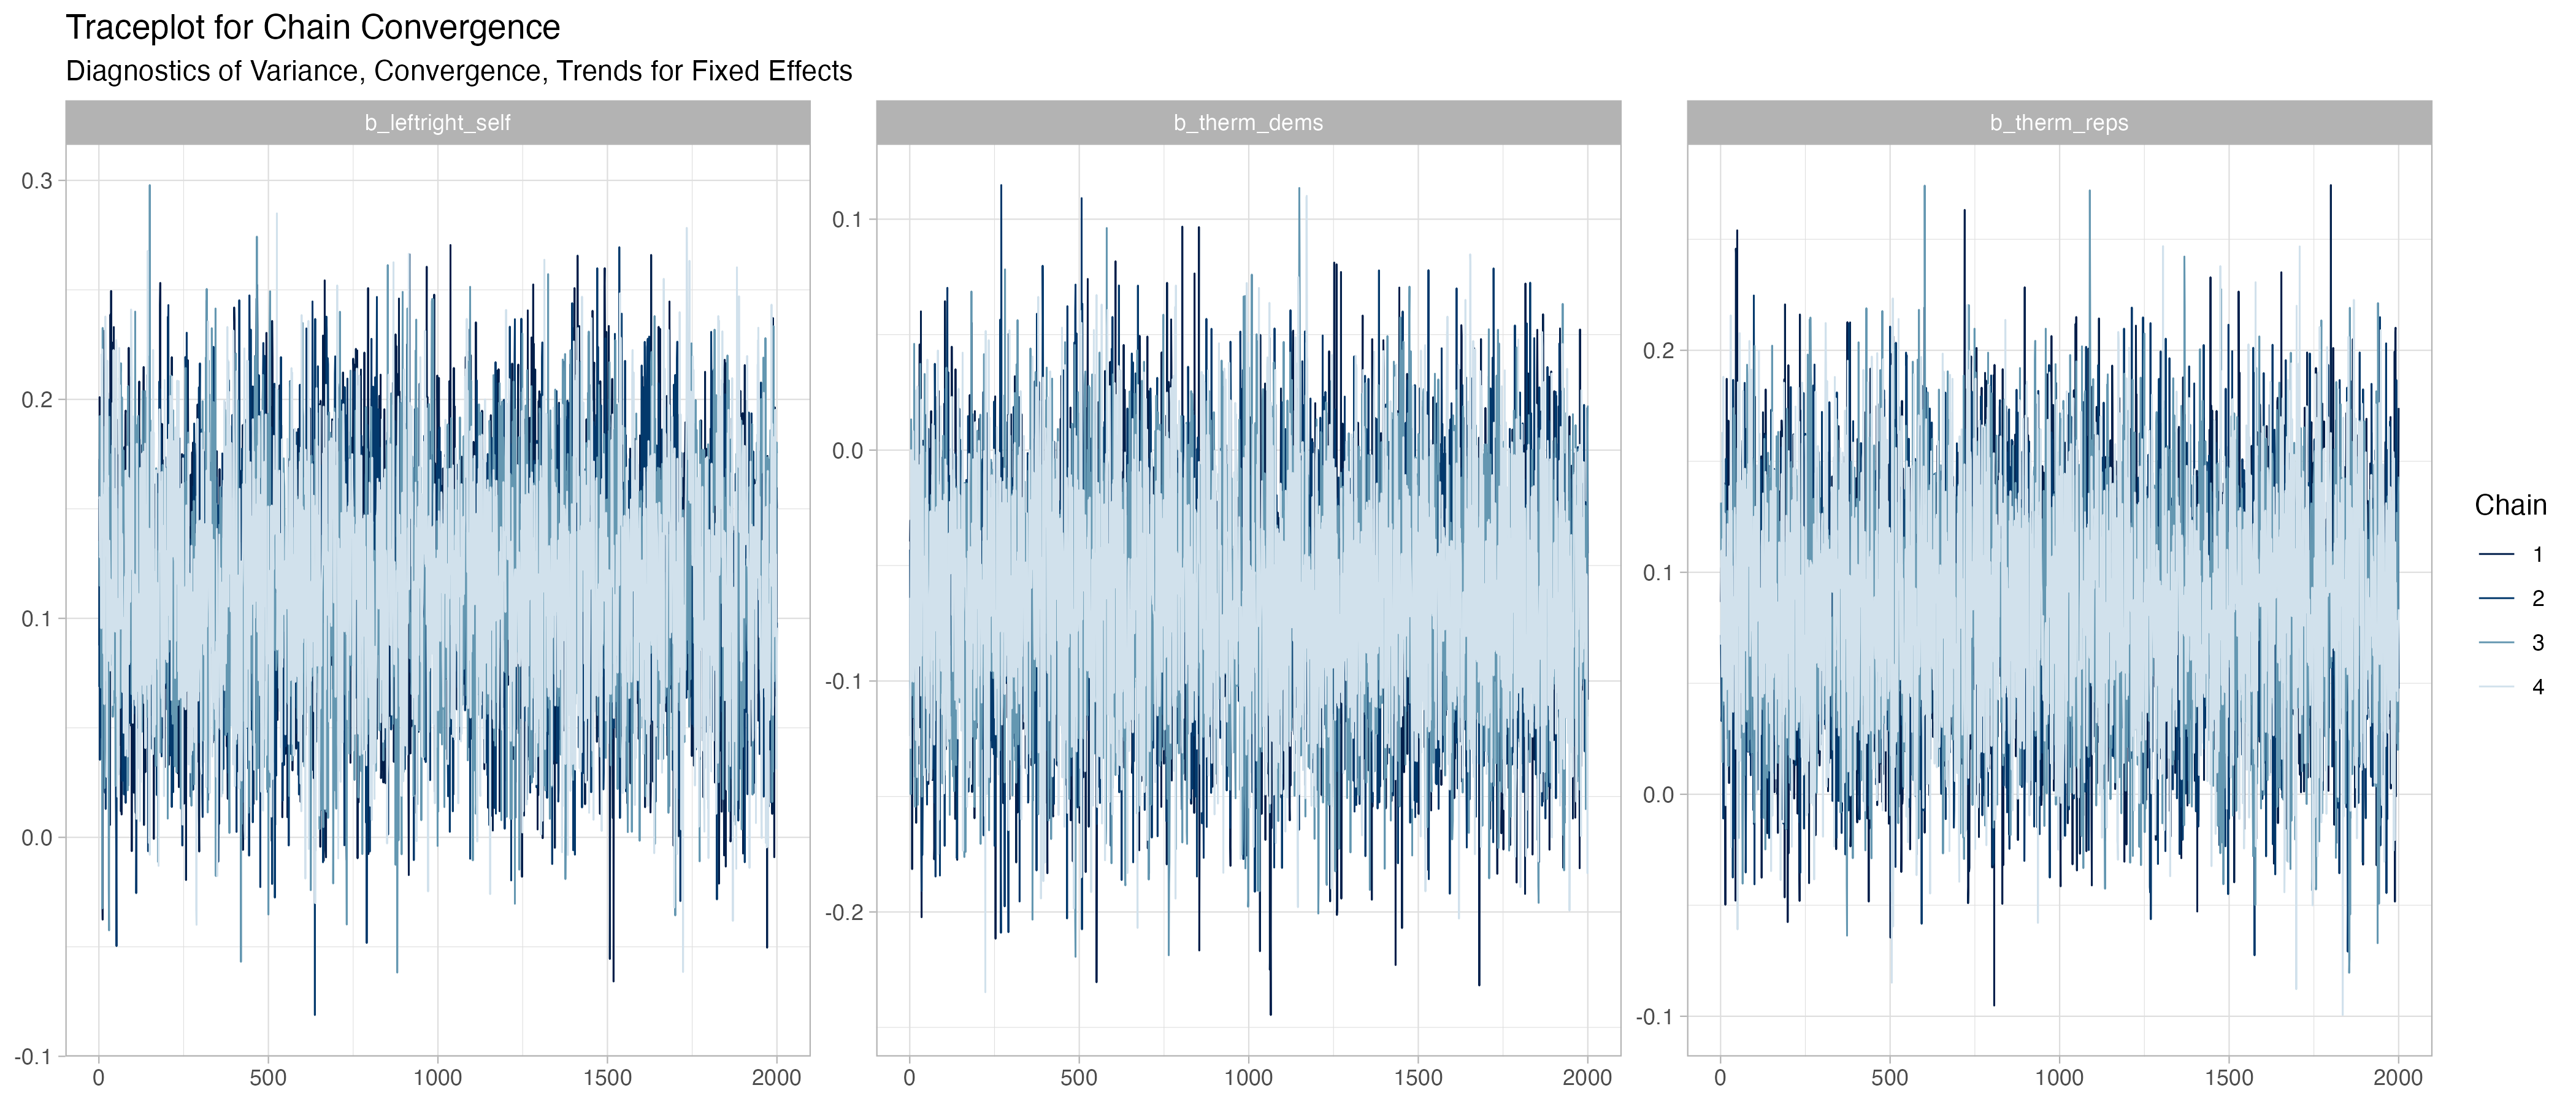 Traceplot for Chain Convergence
Diagnostics of Variance, Convergence, Trends for Fixed Effects
b_leftright_self
0.3
0.2
0.1
0.0
-0.1
0 500 1000 1500 2000
b_therm_dems
0.1
0.0
-0.1
-0.2
0 500 1000 1500 2000
b_therm_reps
0.2
0.1
0.0
-0.1
0 500 1000 1500 2000
Chain
1
2
3
4